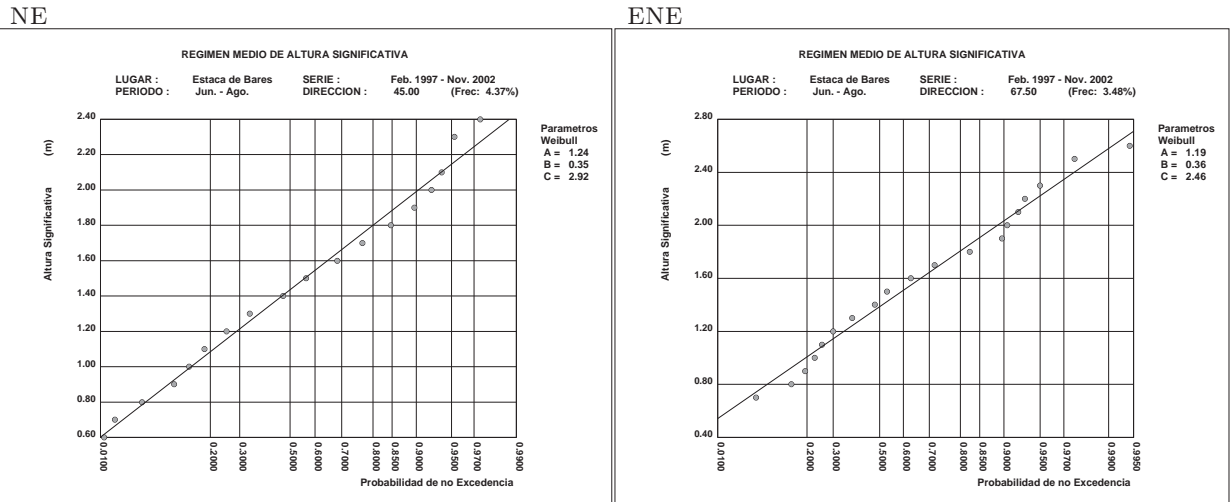 NE
REGIMEN MEDIO DE ALTURA SIGNIFICATIVA
LUGAR : Estaca de Bares SERIE : Feb. 1997 - Nov. 2002
PERIODO : Jun. - Ago. DIRECCION : 45.00 (Frec: 4.37%)
Altura Significativa (m)
2.40
2.20
2.00
1.80
1.60
1.40
1.20
1.00
0.80
0.60
0.0100 0.2000 0.3000 0.5000 0.6000 0.7000 0.8000 0.8500 0.9000 0.9500 0.9700 0.9900
Probabilidad de no Excedencia
Parametros
Weibull
A = 1.24
B = 0.35
C = 2.92
ENE
REGIMEN MEDIO DE ALTURA SIGNIFICATIVA
LUGAR : Estaca de Bares SERIE : Feb. 1997 - Nov. 2002
PERIODO : Jun. - Ago. DIRECCION : 67.50 (Frec: 3.48%)
Altura Significativa (m)
2.80
2.40
2.00
1.60
1.20
0.80
0.40
0.0100 0.2000 0.3000 0.5000 0.6000 0.7000 0.8000 0.8500 0.9000 0.9500 0.9700 0.9900 0.9950
Probabilidad de no Excedencia
Parametros
Weibull
A = 1.19
B = 0.36
C = 2.46